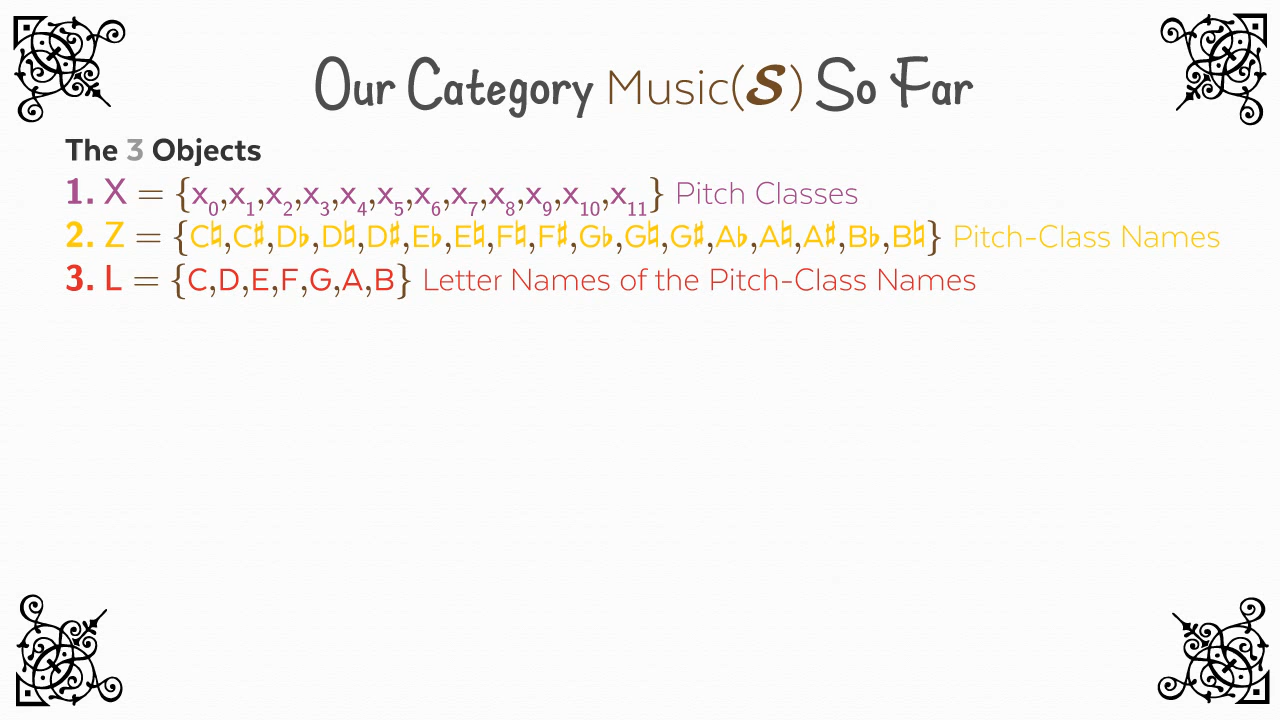 Our Category Music(𝓢) So Far
The 3 Objects
1. X = {x₀,x₁,x₂,x₃,x₄,x₅,x₆,x₇,x₈,x₉,x₁₀,x₁₁} Pitch Classes
2. Z = {C♮,C♯,D♭,D♮,D♯,E♭,E♮,F♮,F♯,G♭,G♮,G♯,A♭,A♮,A♯,B♭,B♮} Pitch-Class Names
3. L = {C,D,E,F,G,A,B} Letter Names of the Pitch-Class Names